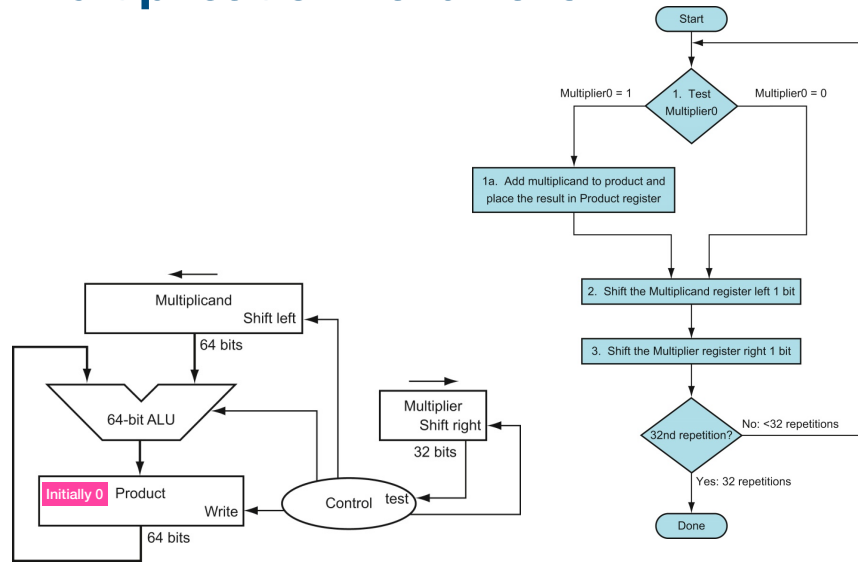 Start
1. Test
Multiplier0
Multiplier0 = 1
Multiplier0 = 0
1a. Add multiplicand to product and
place the result in Product register
2. Shift the Multiplicand register left 1 bit
3. Shift the Multiplier register right 1 bit
32nd repetition?
No: <32 repetitions
Yes: 32 repetitions
Done
Multiplicand
Shift left
64 bits
64-bit ALU
Multiplier
Shift right
32 bits
Initially 0 Product
Write
64 bits
Control test